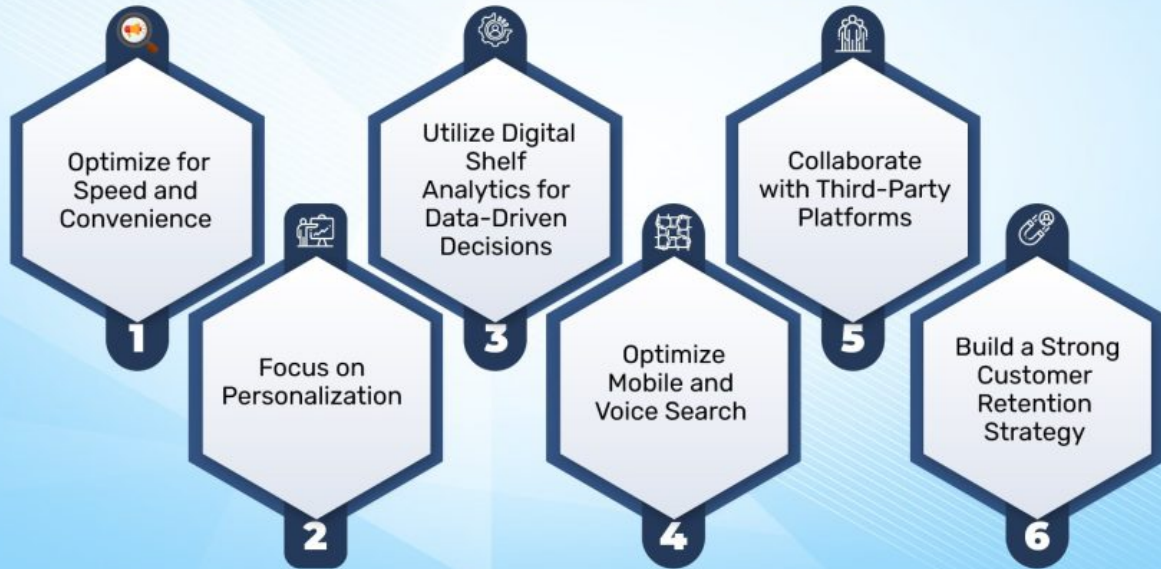 Optimize for
Speed and
Convenience
1
Focus on
Personalization
2
Utilize Digital
Shelf
Analytics for
Data-Driven
Decisions
3
Optimize
Mobile and
Voice Search
4
Collaborate
with Third-Party
Platforms
5
Build a Strong
Customer
Retention
Strategy
6